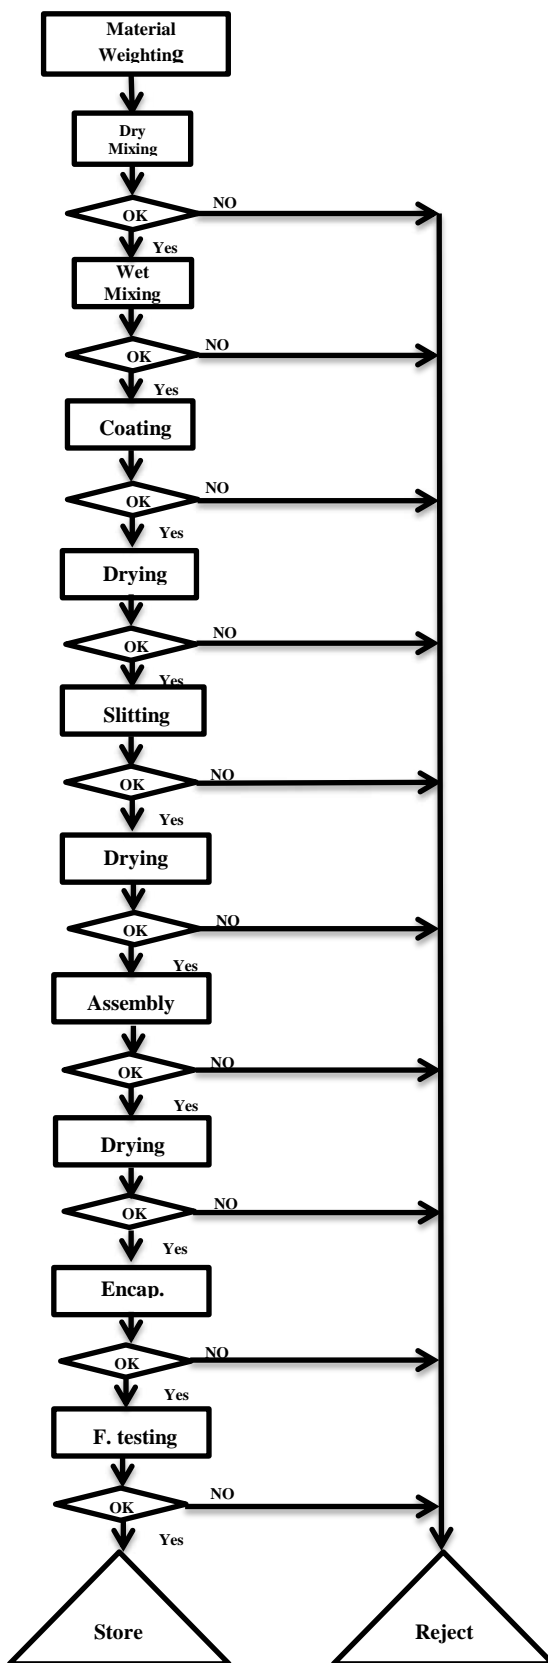 Material
Weighting
Dry
Mixing
OK
NO
Yes
Wet
Mixing
OK
NO
Yes
Coating
OK
NO
Yes
Drying
OK
NO
Yes
Slitting
OK
NO
Yes
Drying
OK
NO
Yes
Assembly
OK
NO
Yes
Drying
OK
NO
Yes
Encap.
OK
NO
Yes
F. testing
OK
NO
Yes
Store
Reject